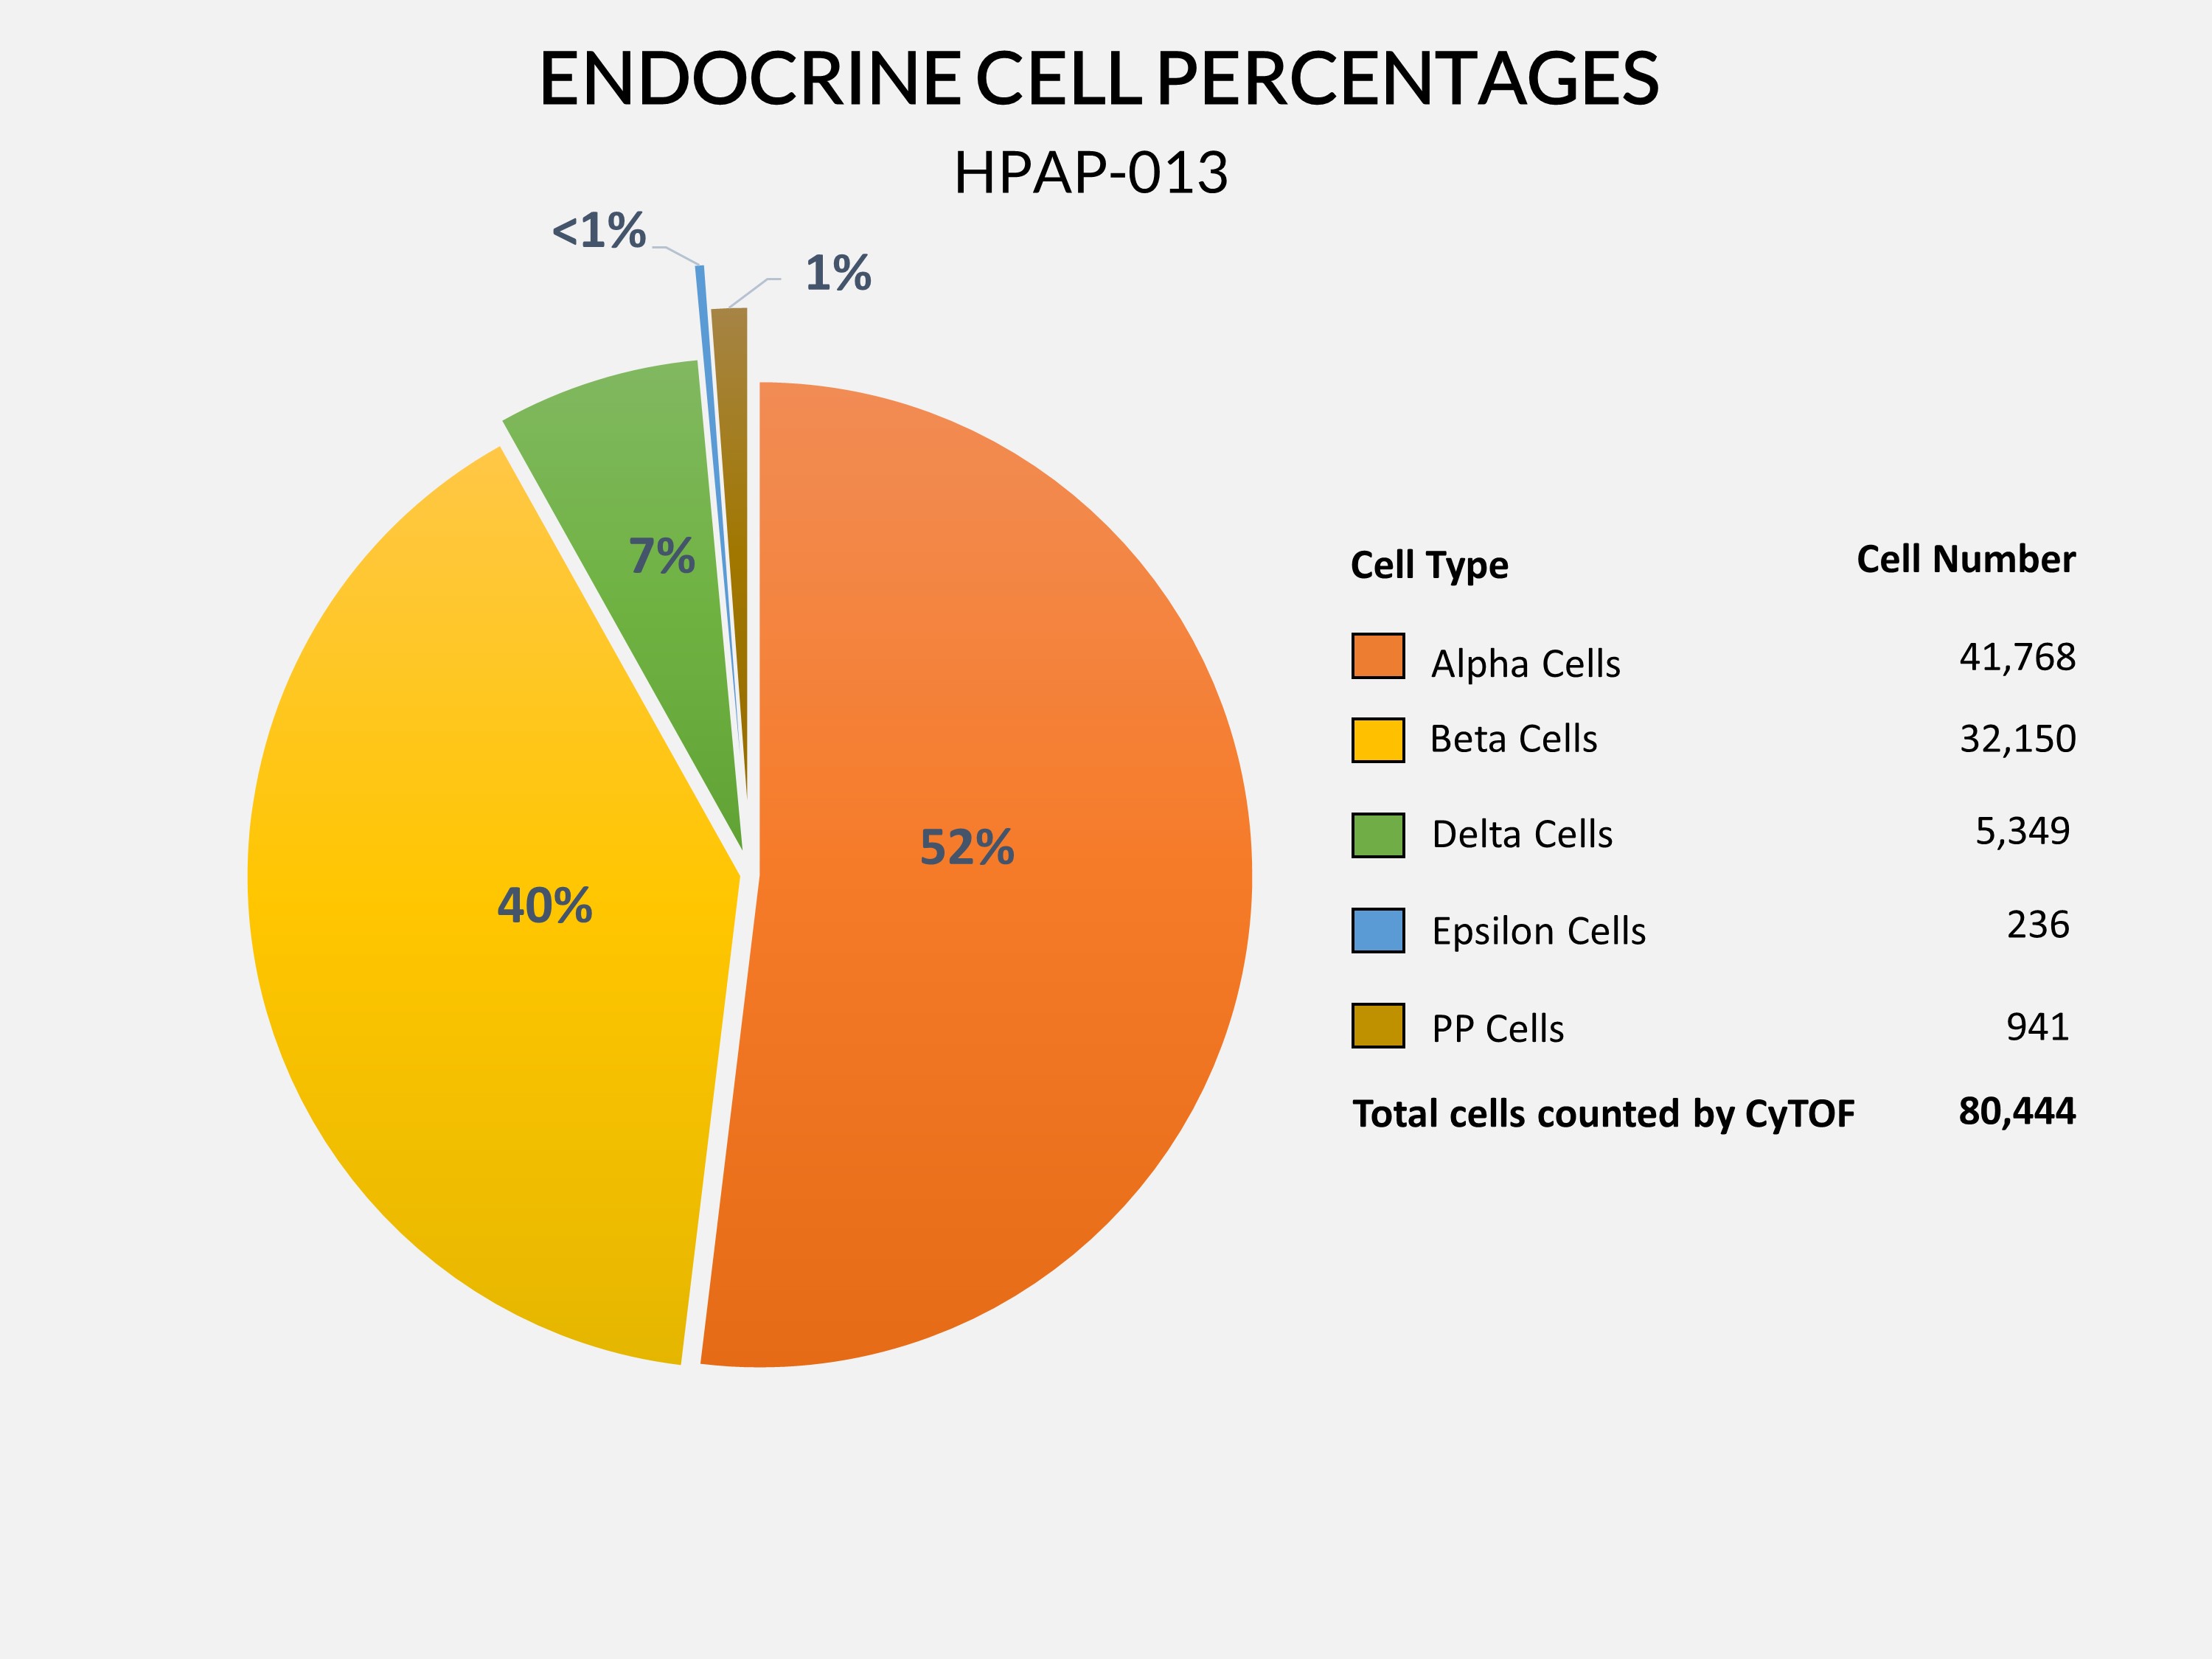 ENDOCRINE CELL PERCENTAGES
HPAP-013
<1%
1%
7%
52%
40%
Cell Type Cell Number
Alpha Cells 41,768
Beta Cells 32,150
Delta Cells 5,349
Epsilon Cells 236
PP Cells 941
Total cells counted by CyTOF 80,444